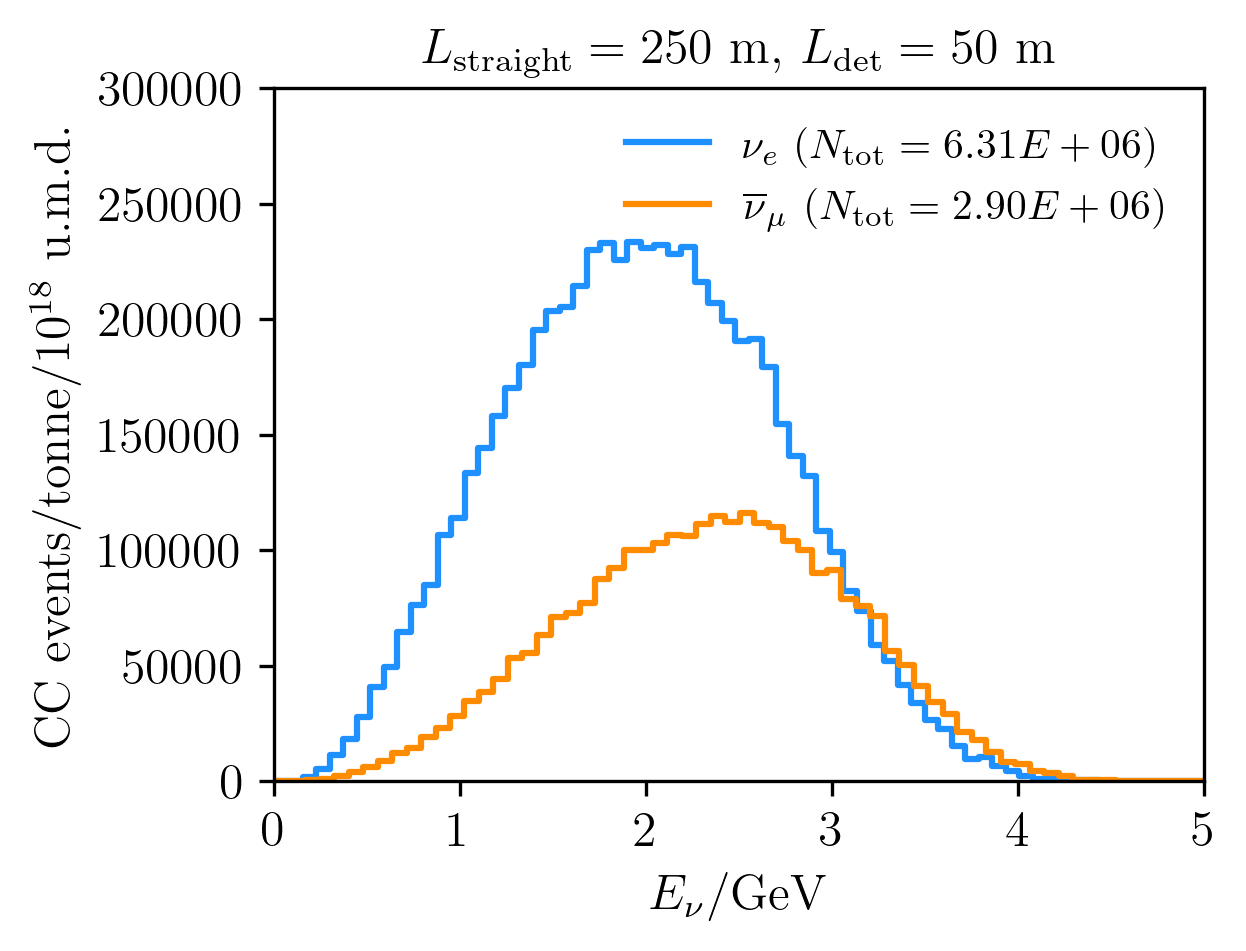 L_straight = 250 m, L_det = 50 m
300000
250000
200000
150000
100000
50000
0
CC events/tonne/10^18 u.m.d.
ν_e (N_tot = 6.31E + 06)
ν̅_μ (N_tot = 2.90E + 06)
0 1 2 3 4 5
E_ν/GeV